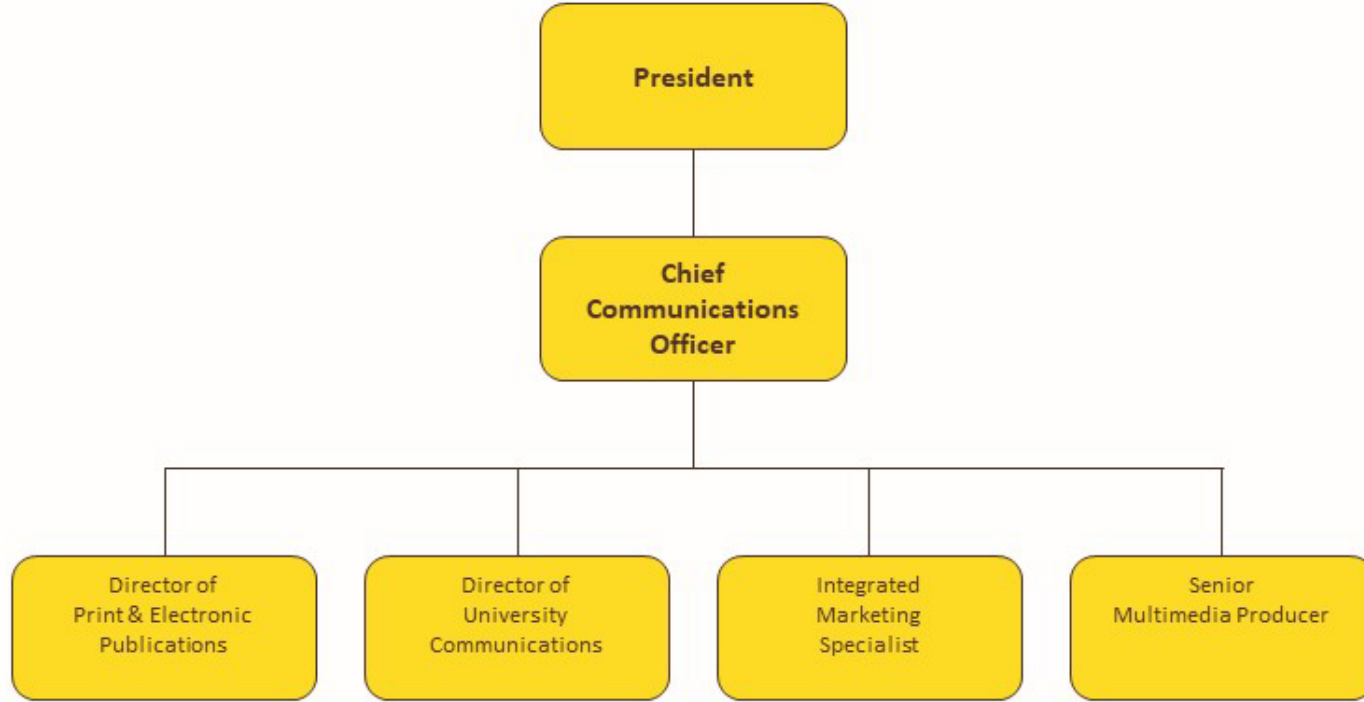 President
Chief
Communications
Officer
Director of
Print & Electronic
Publications
Director of
University
Communications
Integrated
Marketing
Specialist
Senior
Multimedia Producer